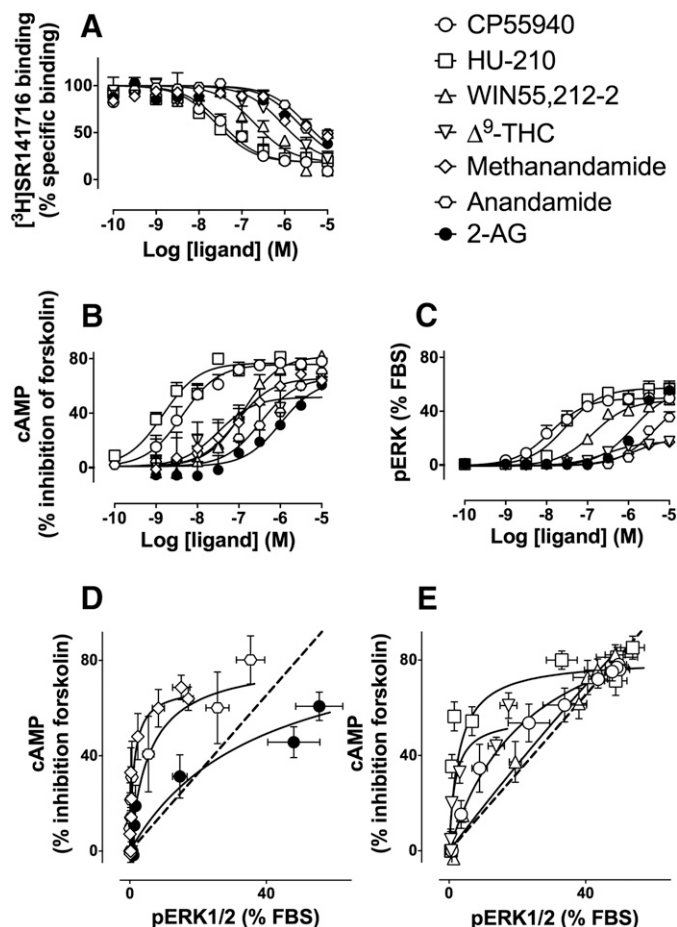 A
[³H]SR141716 binding
(% specific binding)
100
50
0
-10 -9 -8 -7 -6 -5
Log [ligand] (M)
CP55940
HU-210
WIN55,212-2
Δ⁹-THC
Methanandamide
Anandamide
2-AG
B
cAMP
(% inhibition of forskolin)
80
40
0
-10 -9 -8 -7 -6 -5
Log [ligand] (M)
C
pERK (% FBS)
80
40
0
-10 -9 -8 -7 -6 -5
Log [ligand] (M)
D
cAMP
(% inhibition forskolin)
80
40
0
0 40
pERK1/2 (% FBS)
E
cAMP
(% inhibition forskolin)
80
40
0
0 40
pERK1/2 (% FBS)